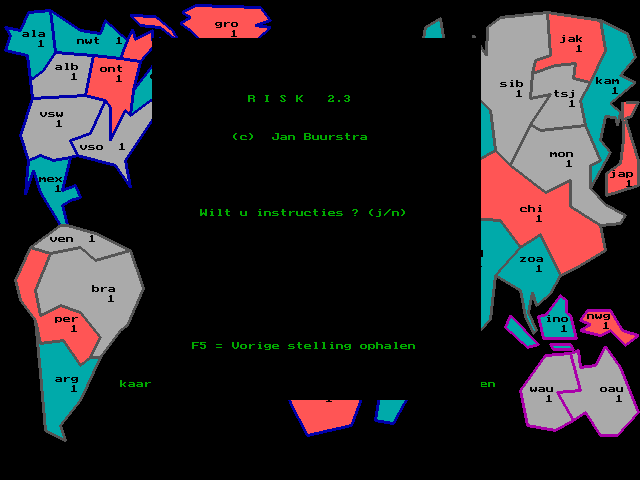 gro
1
ala
1
nwt 1
jak
1
alb
1
ont
1
sib
1
kam
1
tsj
1
R I S K 2.3
vsw
1
(c) Jan Buurstra
vso 1
mon
1
mex
1
jap
1
Wilt u instructies ? (j/n)
chi
1
ven 1
zoa
1
bra
1
per
1
ino
1
nwg
1
F5 = Vorige stelling ophalen
arg
1
kaar
en
wau
1
oau
1
1